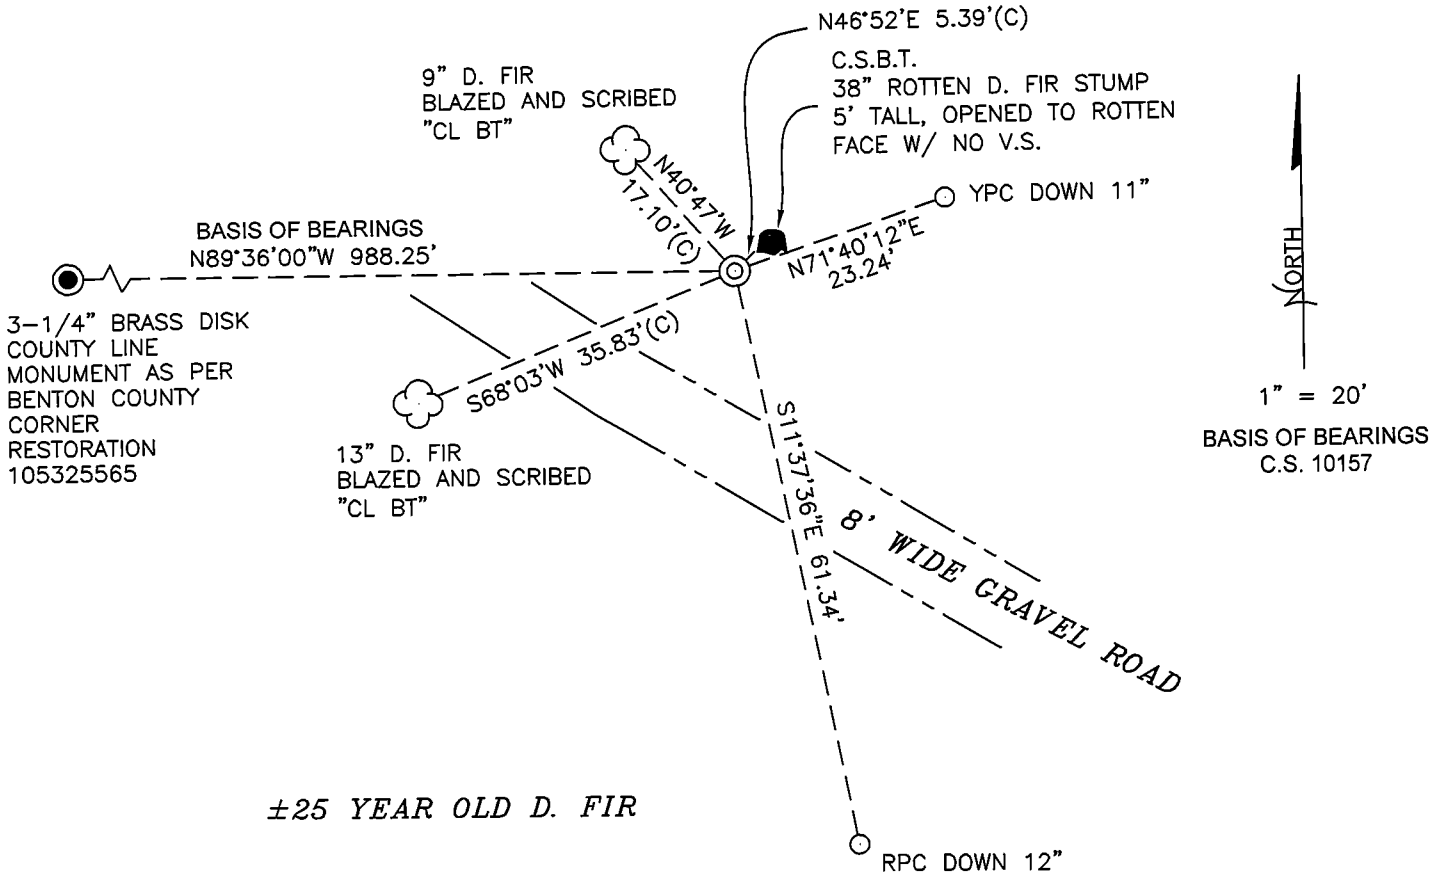 N46°52'E 5.39'(C)
C.S.B.T.
38" ROTTEN D. FIR STUMP
5' TALL, OPENED TO ROTTEN
FACE W/ NO V.S.
9" D. FIR
BLAZED AND SCRIBED
"CL BT"
N40°47'W
17.10'(C)
YPC DOWN 11"
N71°40'12"E
23.24'
BASIS OF BEARINGS
N89°36'00"W 988.25'
3-1/4" BRASS DISK
COUNTY LINE
MONUMENT AS PER
BENTON COUNTY
CORNER
RESTORATION
105325565
S68°03'W 35.83'(C)
13" D. FIR
BLAZED AND SCRIBED
"CL BT"
S11°37'36"E 61.34'
8' WIDE GRAVEL ROAD
NORTH
1" = 20'
BASIS OF BEARINGS
C.S. 10157
±25 YEAR OLD D. FIR
RPC DOWN 12"